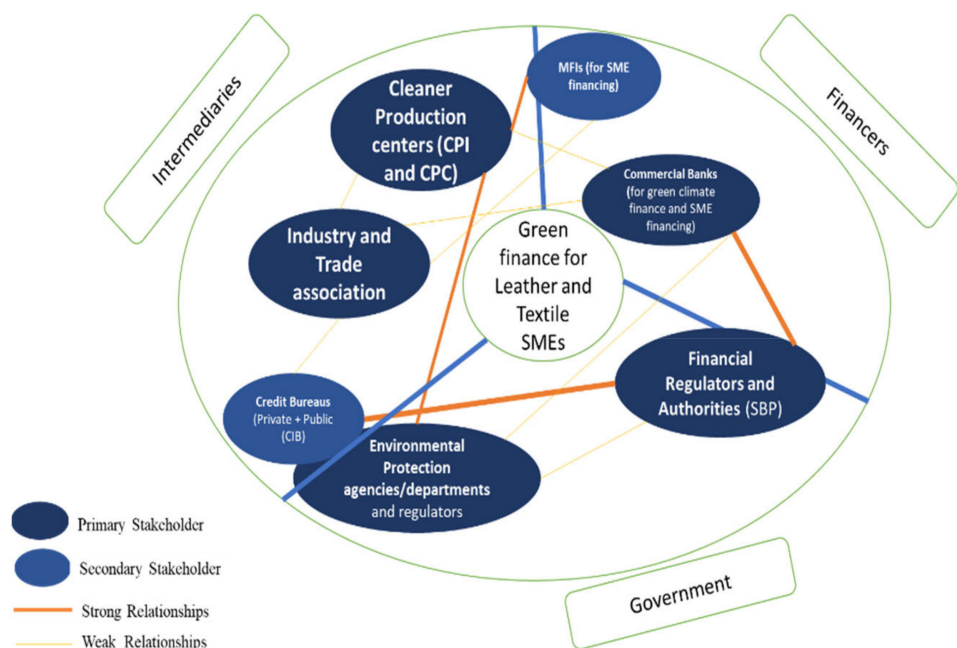 Intermediaries
Financers
MFIs (for SME
financing)
Cleaner
Production
centers (CPI
and CPC)
Commercial Banks
(for green climate
finance and SME
financing)
Industry and
Trade
association
Green
finance for
Leather and
Textile
SMEs
Financial
Regulators and
Authorities (SBP)
Credit Bureaus
(Private + Public
(CIB)
Environmental
Protection
agencies/departments
and regulators
Government
Primary Stakeholder
Secondary Stakeholder
Strong Relationships
Weak Relationships